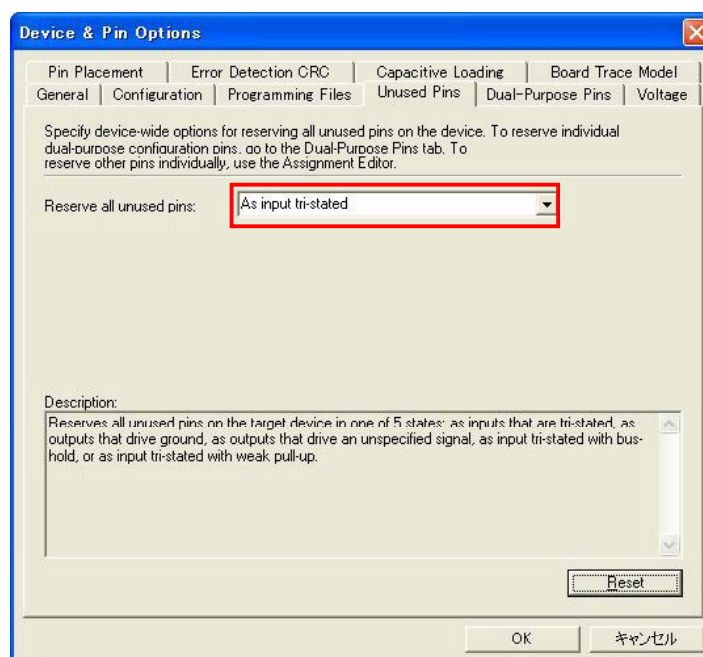 Device & Pin Options
Pin Placement Error Detection CRC Capacitive Loading Board Trace Model
General Configuration Programming Files Unused Pins Dual-Purpose Pins Voltage
Specify device-wide options for reserving all unused pins on the device. To reserve individual
dual-purpose configuration pins, go to the Dual-Purpose Pins tab. To
reserve other pins individually, use the Assignment Editor.
Reserve all unused pins: As input tri-stated
Description:
Reserves all unused pins on the target device in one of 5 states: as inputs that are tri-stated, as
outputs that drive ground, as outputs that drive an unspecified signal, as input tri-stated with bus-
hold, or as input tri-stated with weak pull-up.
Reset
OK キャンセル